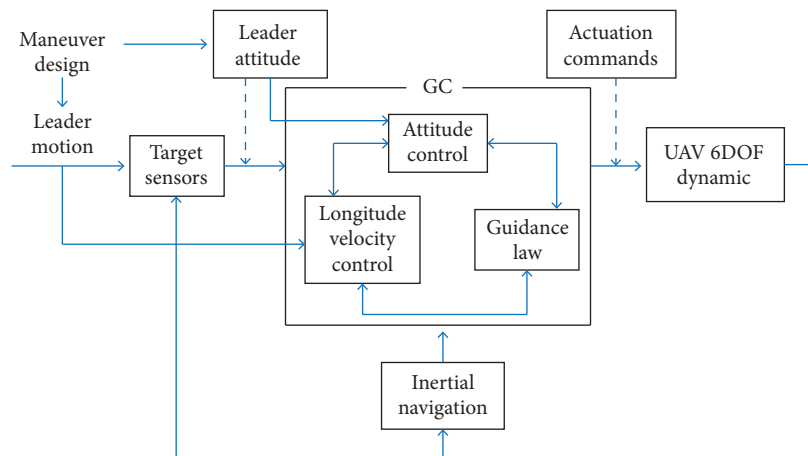 Maneuver
design
Leader
attitude
Actuation
commands
GC
Leader
motion
Target
sensors
Attitude
control
UAV 6DOF
dynamic
Longitude
velocity
control
Guidance
law
Inertial
navigation